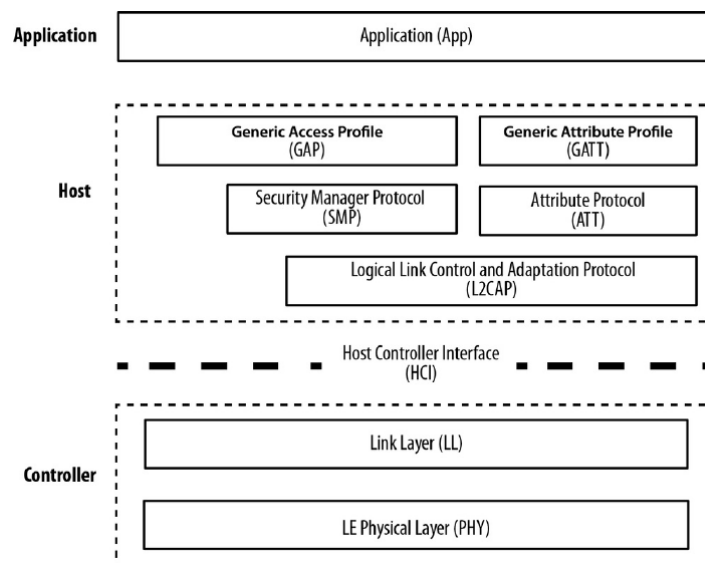 Application
Application (App)
Generic Access Profile
(GAP)
Generic Attribute Profile
(GATT)
Host
Security Manager Protocol
(SMP)
Attribute Protocol
(ATT)
Logical Link Control and Adaptation Protocol
(L2CAP)
Host Controller Interface
(HCI)
Link Layer (LL)
Controller
LE Physical Layer (PHY)